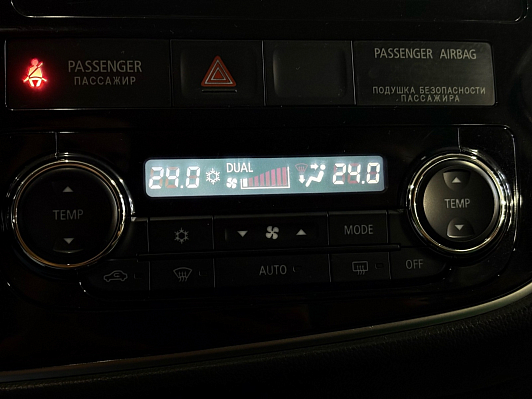 PASSENGER
ПАССАЖИР
PASSENGER AIRBAG
ПОДУШКА БЕЗОПАСНОСТИ
ПАССАЖИРА
DUAL
24.0
24.0
TEMP
TEMP
MODE
AUTO
OFF